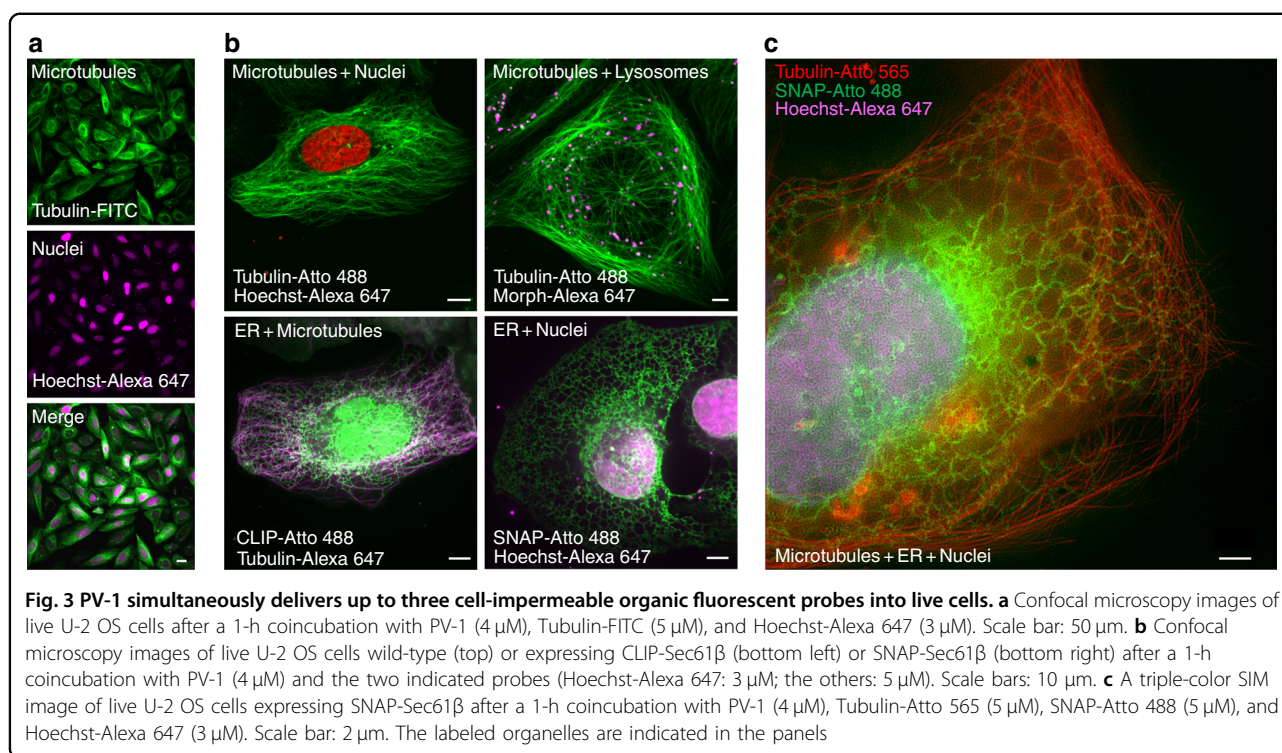 a
Microtubules
Tubulin-FITC
Nuclei
Hoechst-Alexa 647
Merge
b
Microtubules + Nuclei
Tubulin-Atto 488
Hoechst-Alexa 647
Microtubules + Lysosomes
Tubulin-Atto 488
Morph-Alexa 647
ER + Microtubules
CLIP-Atto 488
Tubulin-Alexa 647
ER + Nuclei
SNAP-Atto 488
Hoechst-Alexa 647
c
Tubulin-Atto 565
SNAP-Atto 488
Hoechst-Alexa 647
Microtubules + ER + Nuclei
Fig. 3 PV-1 simultaneously delivers up to three cell-impermeable organic fluorescent probes into live cells. a Confocal microscopy images of
live U-2 OS cells after a 1-h coincubation with PV-1 (4 μM), Tubulin-FITC (5 μM), and Hoechst-Alexa 647 (3 μM). Scale bar: 50 μm. b Confocal
microscopy images of live U-2 OS cells wild-type (top) or expressing CLIP-Sec61β (bottom left) or SNAP-Sec61β (bottom right) after a 1-h
coincubation with PV-1 (4 μM) and the two indicated probes (Hoechst-Alexa 647: 3 μM; the others: 5 μM). Scale bars: 10 μm. c A triple-color SIM
image of live U-2 OS cells expressing SNAP-Sec61β after a 1-h coincubation with PV-1 (4 μM), Tubulin-Atto 565 (5 μM), SNAP-Atto 488 (5 μM), and
Hoechst-Alexa 647 (3 μM). Scale bar: 2 μm. The labeled organelles are indicated in the panels